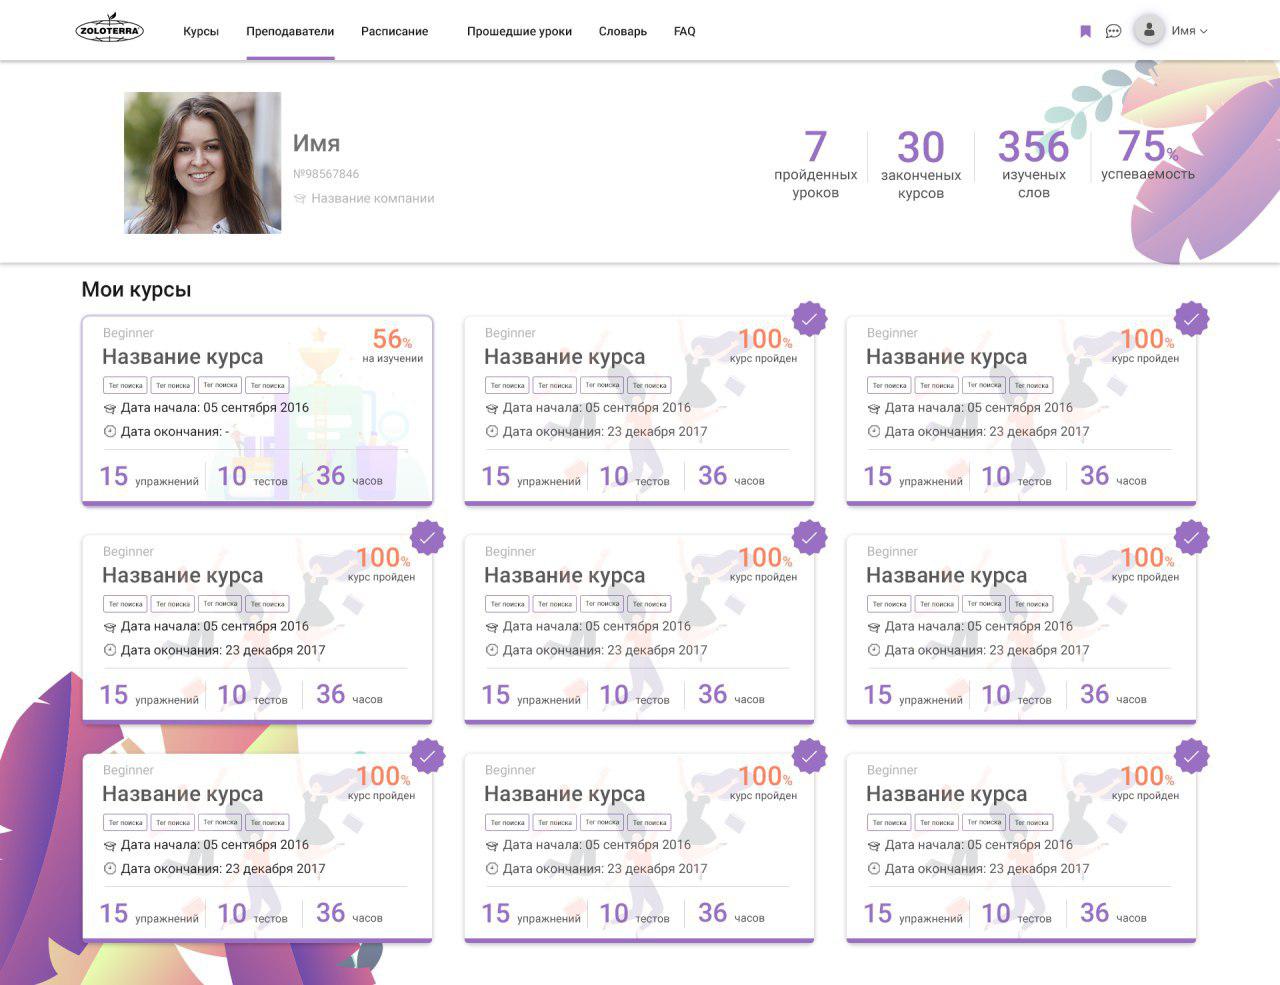 ZOLOTERRA
Курсы Преподаватели Расписание Прошедшие уроки Словарь FAQ
Имя
Имя
№98567846
Название компании
7 30 356 75%
пройденных законченых изученых успеваемость
уроков курсов слов
Мои курсы
Beginner 56%
Название курса на изучении
Тег поиска Тег поиска Тег поиска Тег поиска
Дата начала: 05 сентября 2016
Дата окончания: -
15 упражнений 10 тестов 36 часов
Beginner 100%
Название курса курс пройден
Тег поиска Тег поиска Тег поиска Тег поиска
Дата начала: 05 сентября 2016
Дата окончания: 23 декабря 2017
15 упражнений 10 тестов 36 часов
Beginner 100%
Название курса курс пройден
Тег поиска Тег поиска Тег поиска Тег поиска
Дата начала: 05 сентября 2016
Дата окончания: 23 декабря 2017
15 упражнений 10 тестов 36 часов
Beginner 100%
Название курса курс пройден
Тег поиска Тег поиска Тег поиска Тег поиска
Дата начала: 05 сентября 2016
Дата окончания: 23 декабря 2017
15 упражнений 10 тестов 36 часов
Beginner 100%
Название курса курс пройден
Тег поиска Тег поиска Тег поиска Тег поиска
Дата начала: 05 сентября 2016
Дата окончания: 23 декабря 2017
15 упражнений 10 тестов 36 часов
Beginner 100%
Название курса курс пройден
Тег поиска Тег поиска Тег поиска Тег поиска
Дата начала: 05 сентября 2016
Дата окончания: 23 декабря 2017
15 упражнений 10 тестов 36 часов
Beginner 100%
Название курса курс пройден
Тег поиска Тег поиска Тег поиска Тег поиска
Дата начала: 05 сентября 2016
Дата окончания: 23 декабря 2017
15 упражнений 10 тестов 36 часов
Beginner 100%
Название курса курс пройден
Тег поиска Тег поиска Тег поиска Тег поиска
Дата начала: 05 сентября 2016
Дата окончания: 23 декабря 2017
15 упражнений 10 тестов 36 часов
Beginner 100%
Название курса курс пройден
Тег поиска Тег поиска Тег поиска Тег поиска
Дата начала: 05 сентября 2016
Дата окончания: 23 декабря 2017
15 упражнений 10 тестов 36 часов